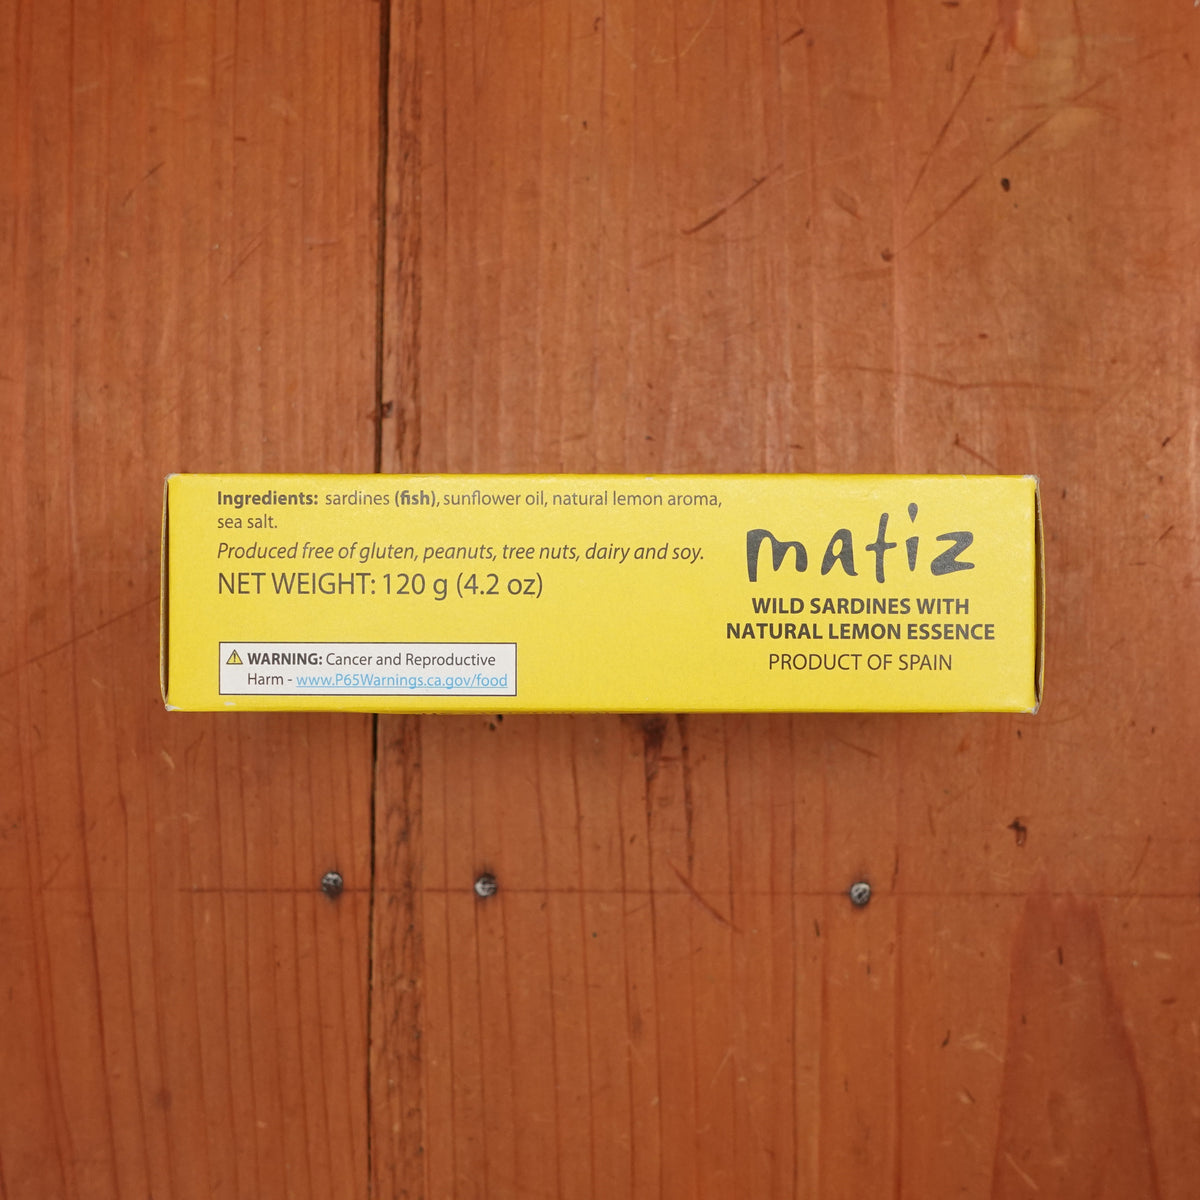 Ingredients: sardines (fish), sunflower oil, natural lemon aroma,
sea salt.
Produced free of gluten, peanuts, tree nuts, dairy and soy.
NET WEIGHT: 120 g (4.2 oz)
WARNING: Cancer and Reproductive
Harm - www.P65Warnings.ca.gov/food
matiz
WILD SARDINES WITH
NATURAL LEMON ESSENCE
PRODUCT OF SPAIN